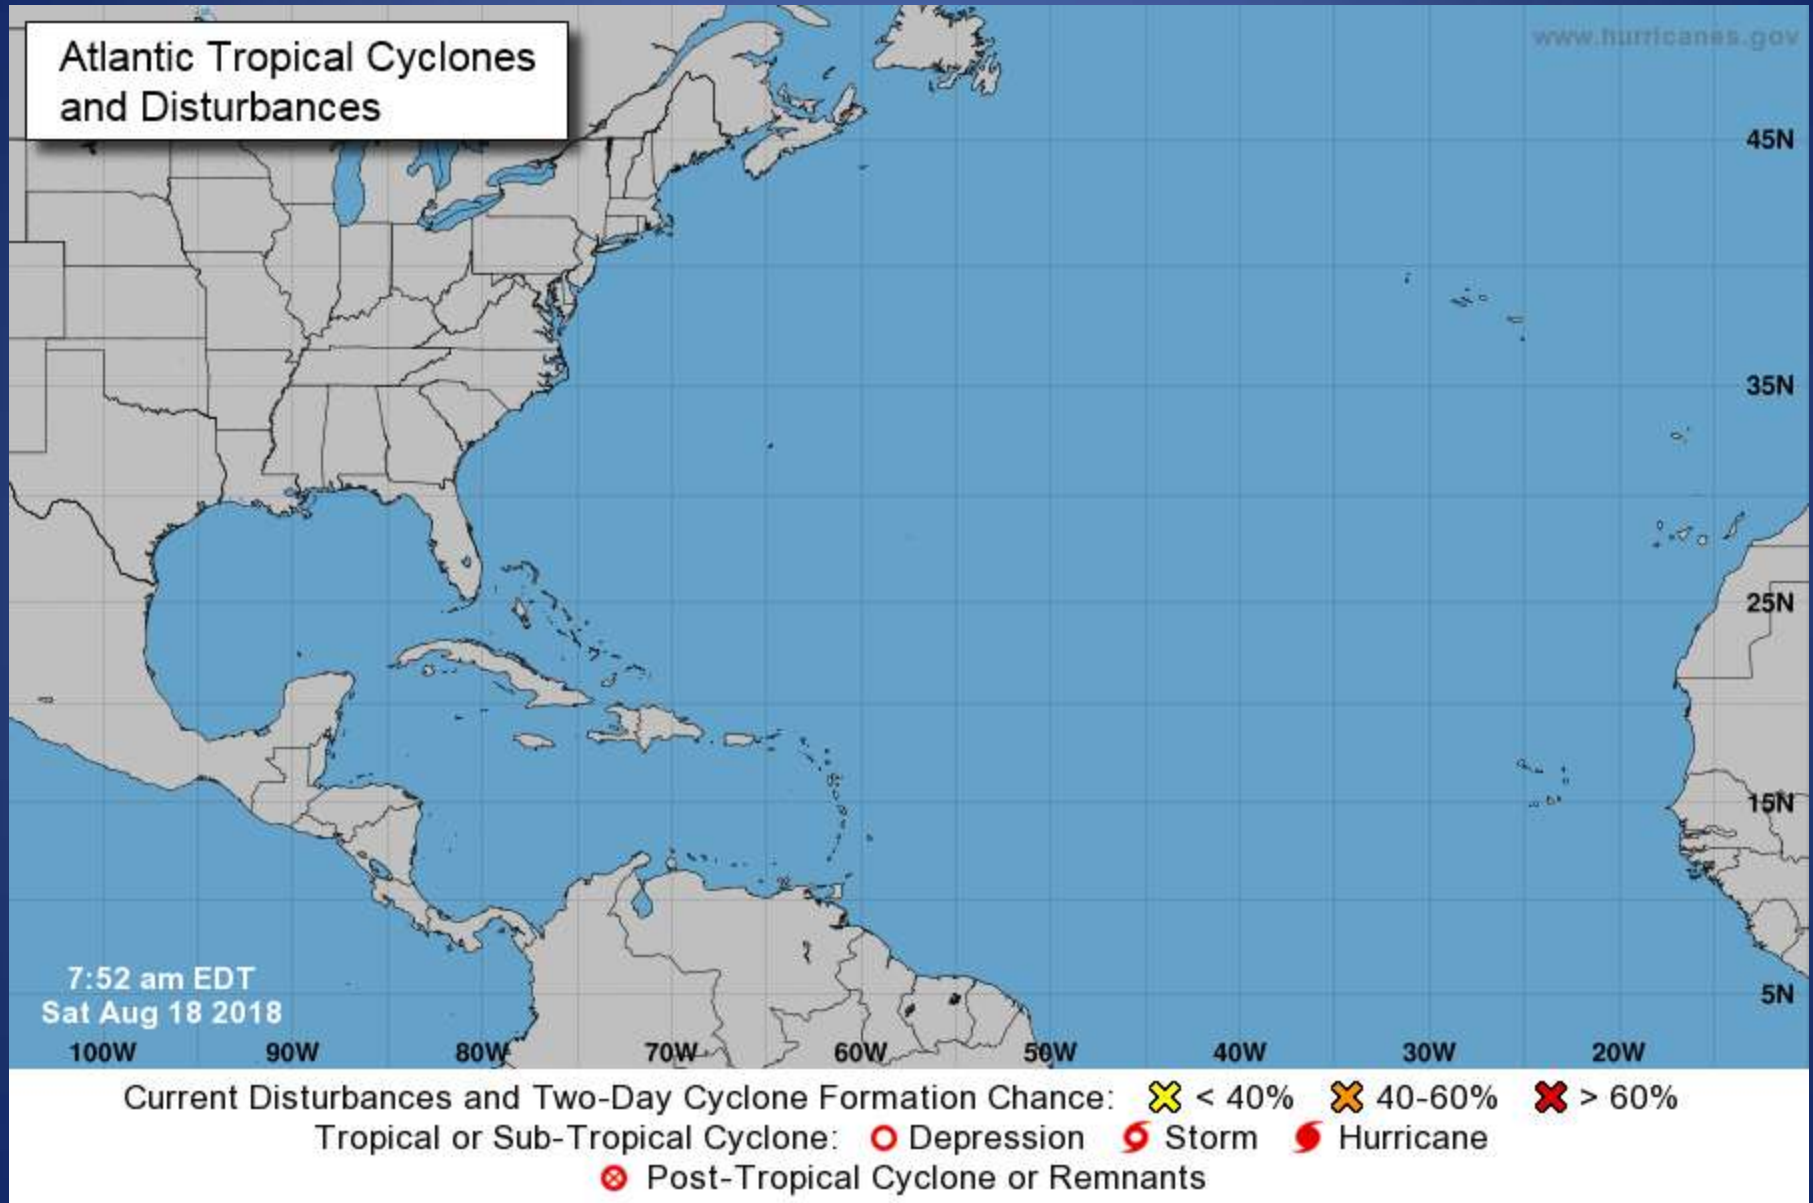 Atlantic Tropical Cyclones
and Disturbances
www.hurricanes.gov
45N
35N
25N
15N
5N
7:52 am EDT
Sat Aug 18 2018
100W 90W 80W 70W 60W 50W 40W 30W 20W
Current Disturbances and Two-Day Cyclone Formation Chance: < 40% 40-60% > 60%
Tropical or Sub-Tropical Cyclone: Depression Storm Hurricane
Post-Tropical Cyclone or Remnants